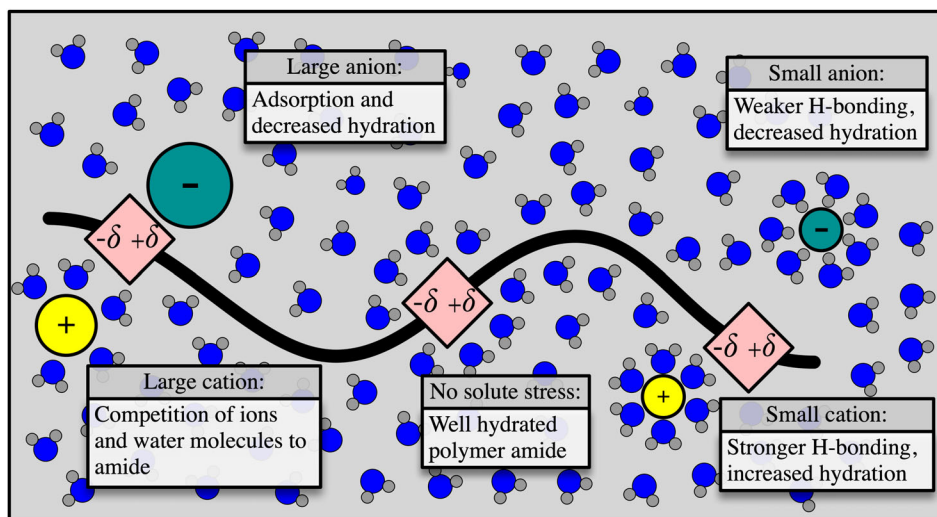 Large anion:
Adsorption and
decreased hydration
Small anion:
Weaker H-bonding,
decreased hydration
-
-
-δ +δ
-δ +δ
+
-δ +δ
Large cation:
Competition of ions
and water molecules to
amide
No solute stress:
Well hydrated
polymer amide
+
Small cation:
Stronger H-bonding,
increased hydration